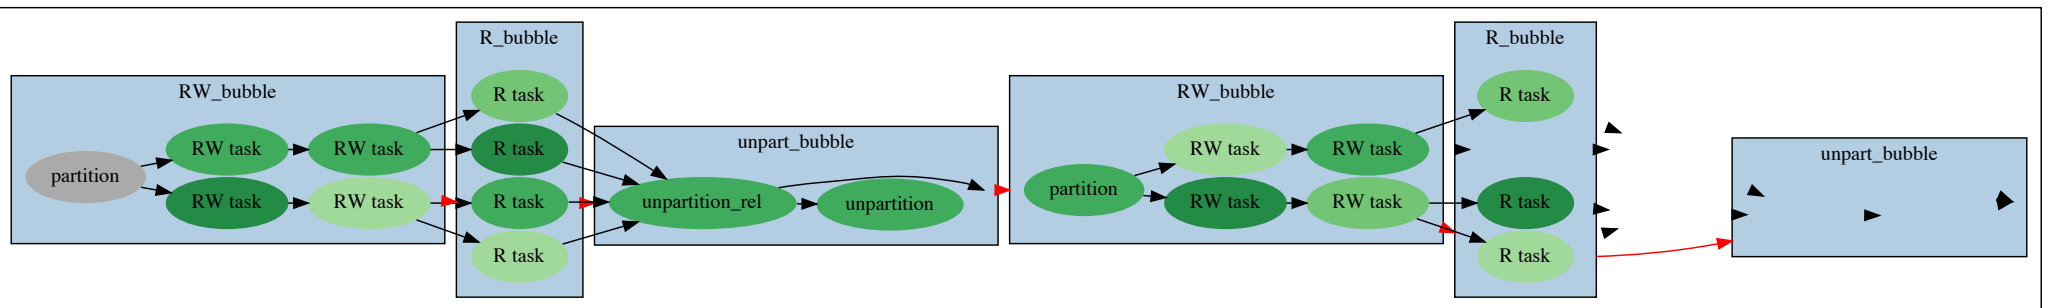 RW_bubble
partition
RW task
RW task
RW task
RW task
R_bubble
R task
R task
R task
R task
unpart_bubble
unpartition_rel
unpartition
RW_bubble
partition
RW task
RW task
RW task
RW task
R_bubble
R task
R task
R task
unpart_bubble